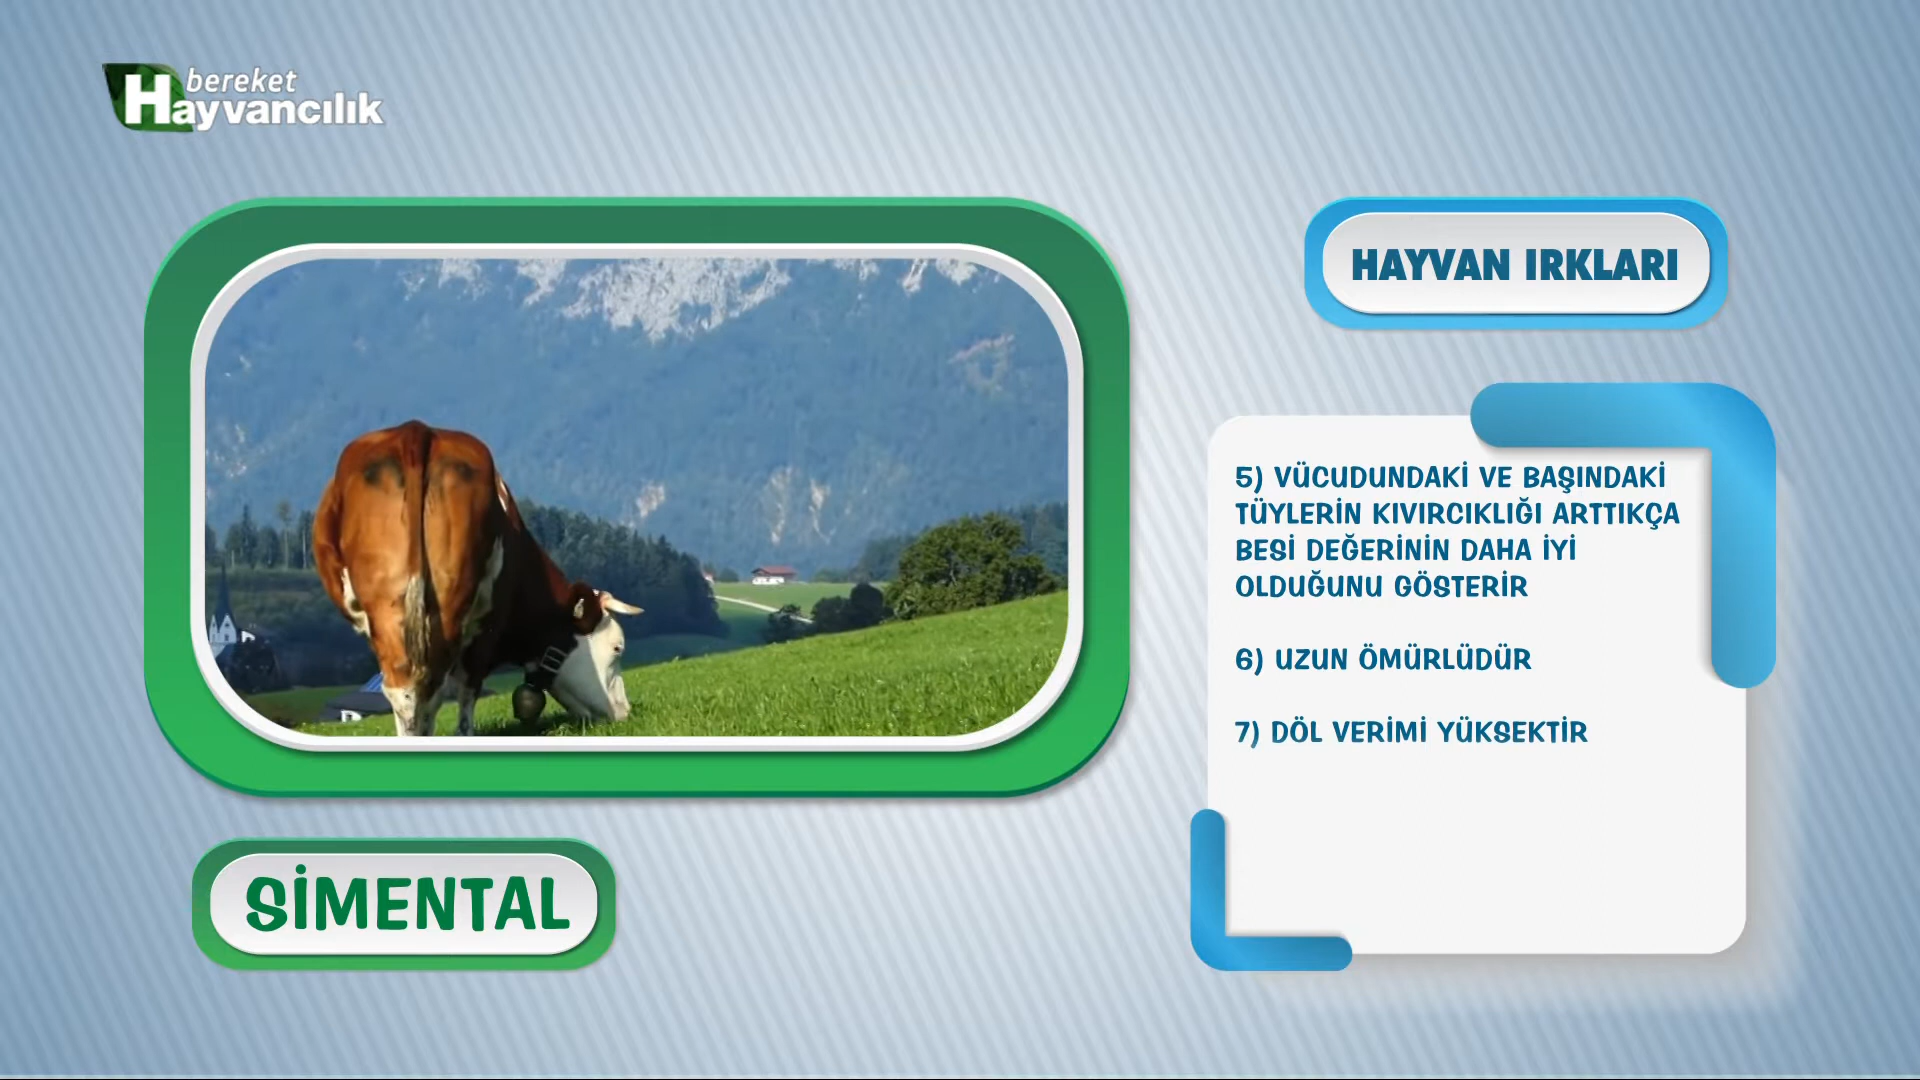 bereket
Hayvancılık
HAYVAN IRKLARI
5) VÜCUDUNDAKİ VE BAŞINDAKİ
TÜYLERİN KIVIRCIKLIĞI ARTTIKÇA
BESİ DEĞERİNİN DAHA İYİ
OLDUĞUNU GÖSTERİR
6) UZUN ÖMÜRLÜDÜR
7) DÖL VERİMİ YÜKSEKTİR
SİMENTAL